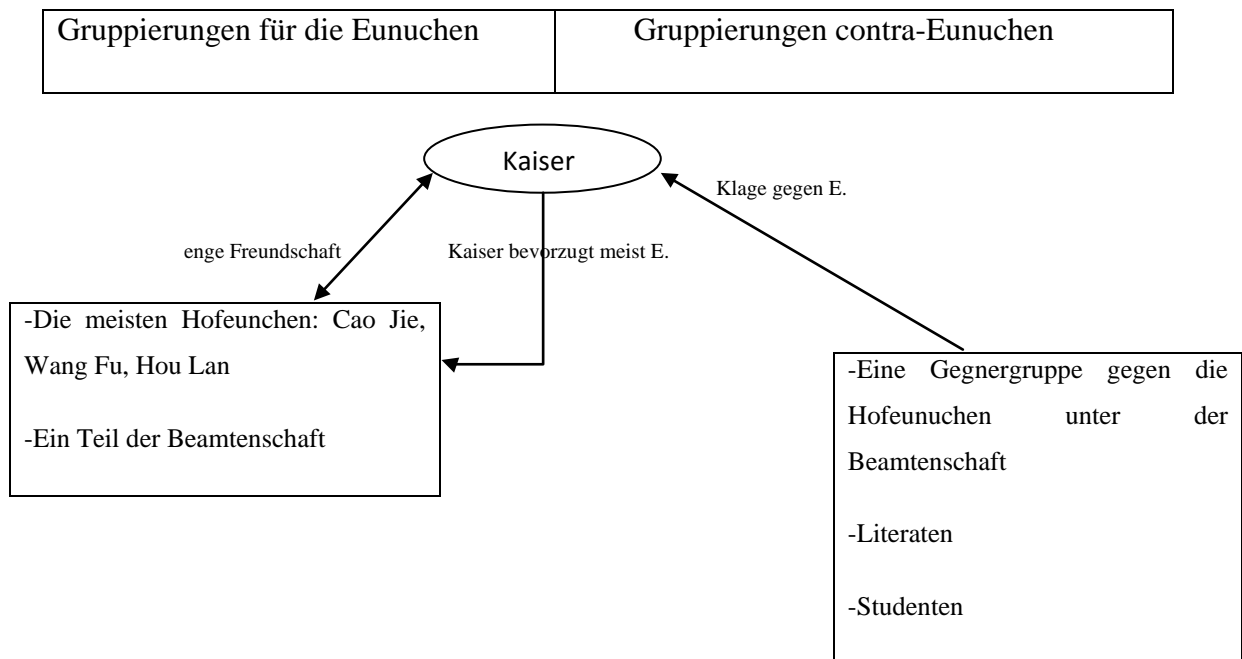 Gruppierungen für die Eunuchen
Gruppierungen contra-Eunuchen
Kaiser
Klage gegen E.
enge Freundschaft
Kaiser bevorzugt meist E.
-Die meisten Hofeunchen: Cao Jie,
Wang Fu, Hou Lan
-Ein Teil der Beamtenschaft
-Eine Gegnergruppe gegen die
Hofeunuchen unter der
Beamtenschaft
-Literaten
-Studenten